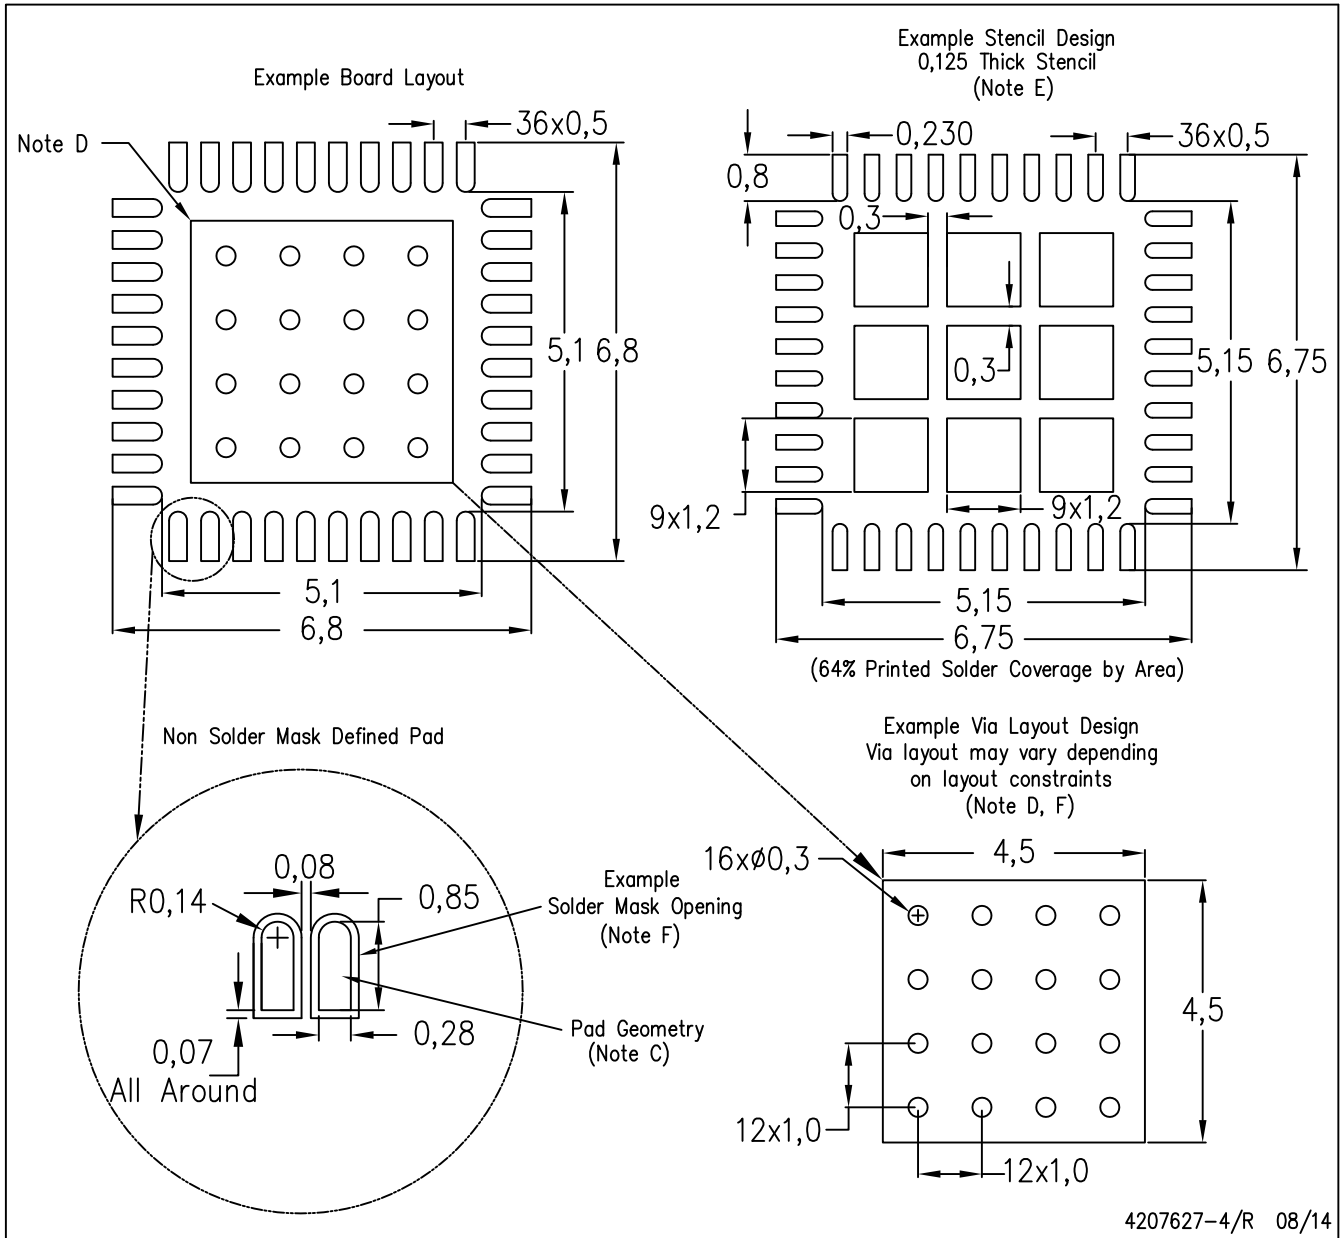 Example Board Layout
Note D
36x0,5
5,1
6,8
5,1
6,8
Example Stencil Design
0,125 Thick Stencil
(Note E)
0,230
36x0,5
0,8
0,3
0,3
5,15
6,75
9x1,2
9x1,2
5,15
6,75
(64% Printed Solder Coverage by Area)
Non Solder Mask Defined Pad
0,08
R0,14
0,85
Example
Solder Mask Opening
(Note F)
0,28
Pad Geometry
(Note C)
0,07
All Around
Example Via Layout Design
Via layout may vary depending
on layout constraints
(Note D, F)
16xø0,3
4,5
4,5
12x1,0
12x1,0
4207627-4/R 08/14